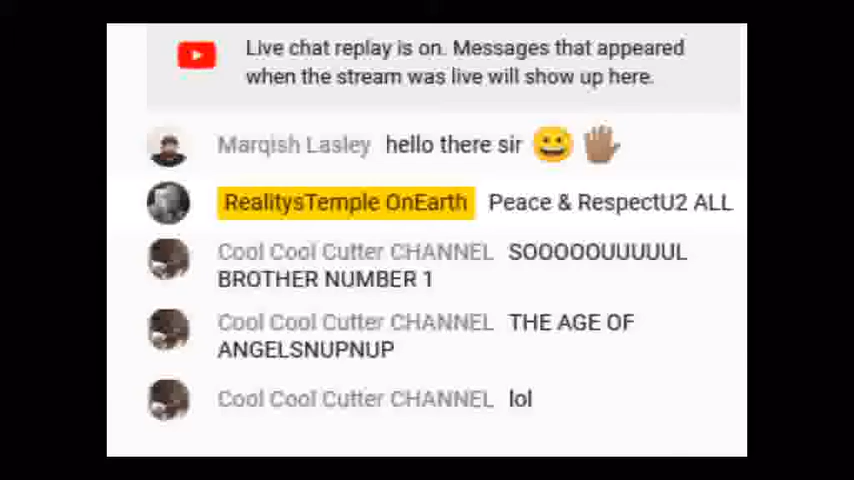 Live chat replay is on. Messages that appeared
when the stream was live will show up here.
Marqish Lasley hello there sir 😀 🖐🏽
RealitysTemple OnEarth Peace & RespectU2 ALL
Cool Cool Cutter CHANNEL SOOOOOUUUUUL
BROTHER NUMBER 1
Cool Cool Cutter CHANNEL THE AGE OF
ANGELSNUPNUP
Cool Cool Cutter CHANNEL lol